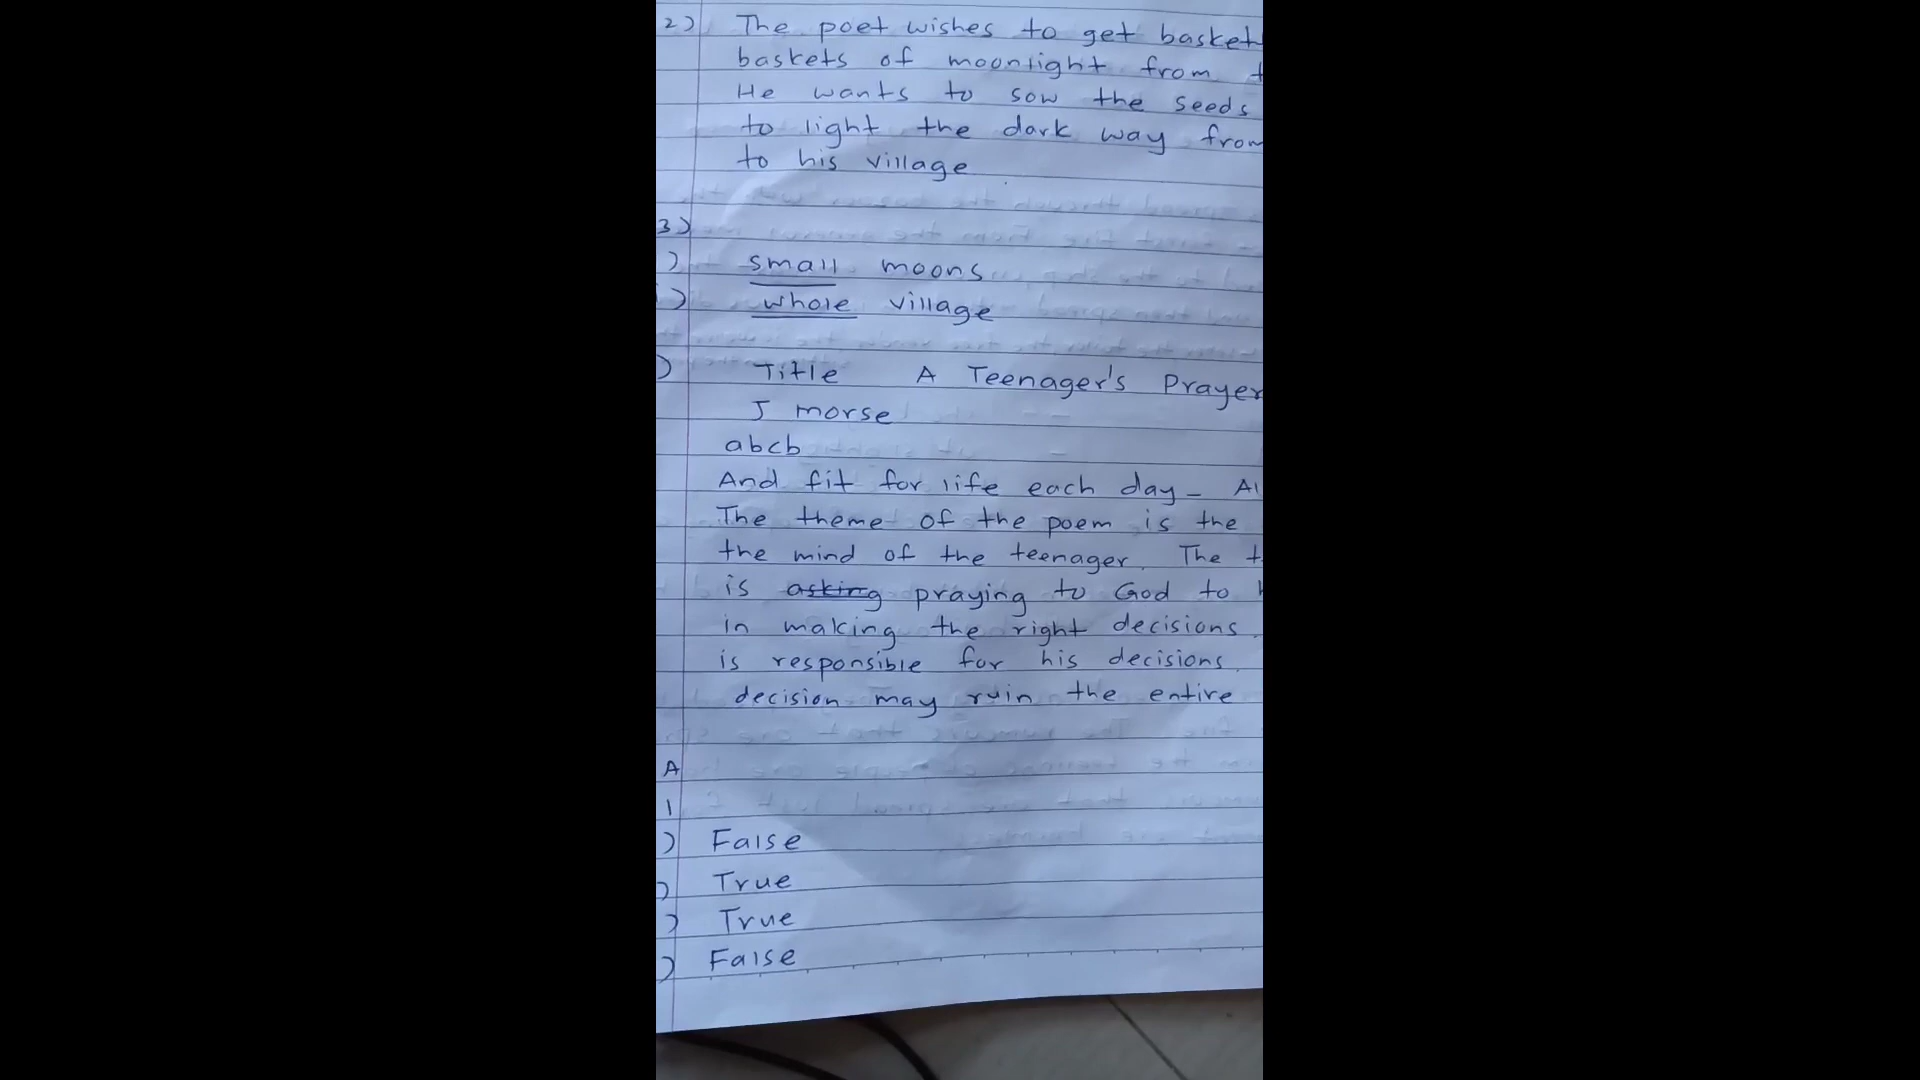 2) The poet wishes to get basket
baskets of moonlight from
He wants to sow the seeds
to light the dark way from
to his village
3)
) small moons
) whole village
) Title A Teenager's Prayer
J morse
abcb
And fit for life each day - Al
The theme of the poem is the
the mind of the teenager. The t
is asking praying to God to
in making the right decisions.
is responsible for his decisions.
decision may ruin the entire
A
1
) False
) True
) True
) False